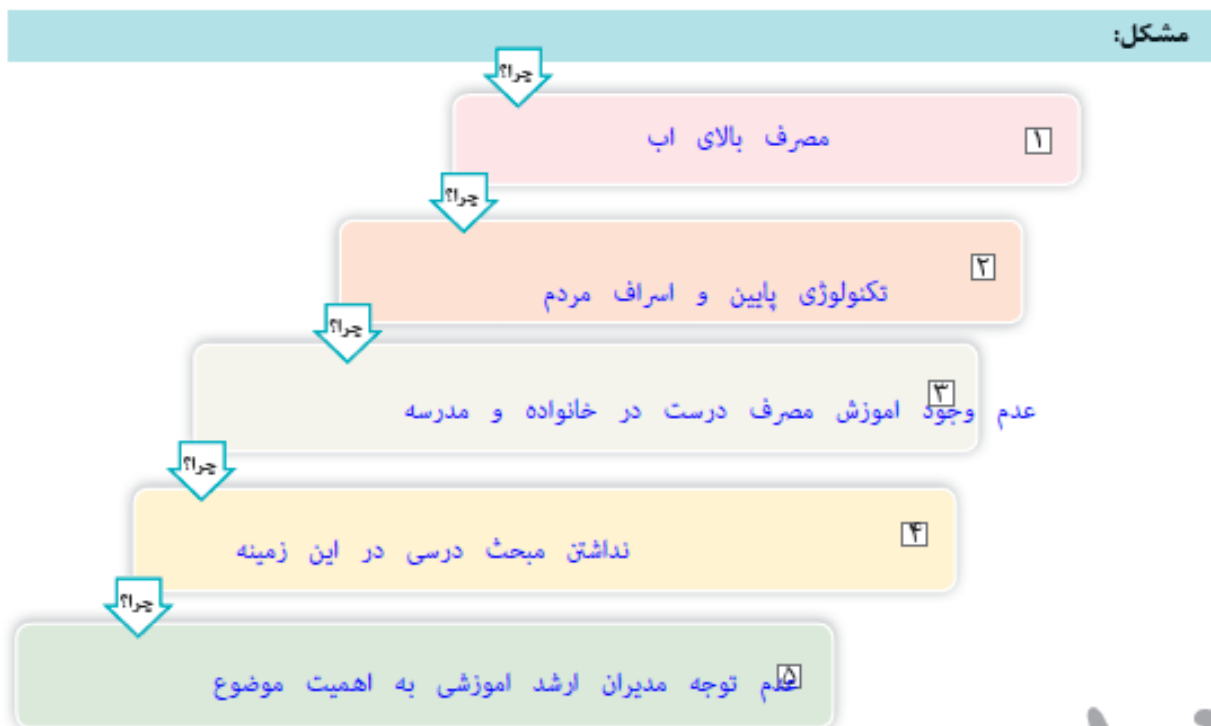 مشکل:
چرا؟
۱ مصرف بالای اب
چرا؟
۲ تکنولوژی پایین و اسراف مردم
چرا؟
۳ عدم وجود اموزش مصرف درست در خانواده و مدرسه
چرا؟
۴ نداشتن مبحث درسی در این زمینه
چرا؟
۵ عدم توجه مدیران ارشد اموزشی به اهمیت موضوع